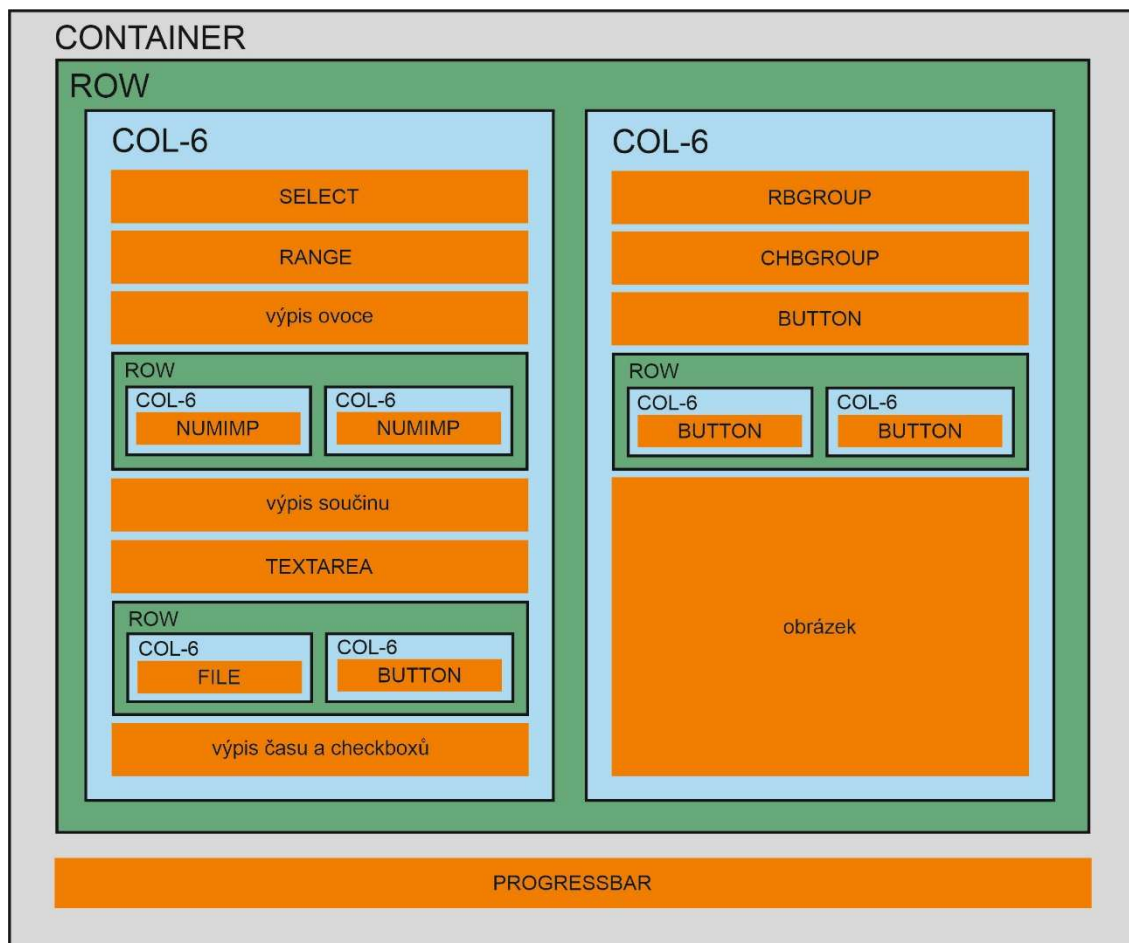 CONTAINER
ROW
COL-6
SELECT
RANGE
výpis ovoce
ROW
COL-6
NUMIMP
COL-6
NUMIMP
výpis součinu
TEXTAREA
ROW
COL-6
FILE
COL-6
BUTTON
výpis času a checkboxů
COL-6
RBGROUP
CHBGROUP
BUTTON
ROW
COL-6
BUTTON
COL-6
BUTTON
obrázek
PROGRESSBAR